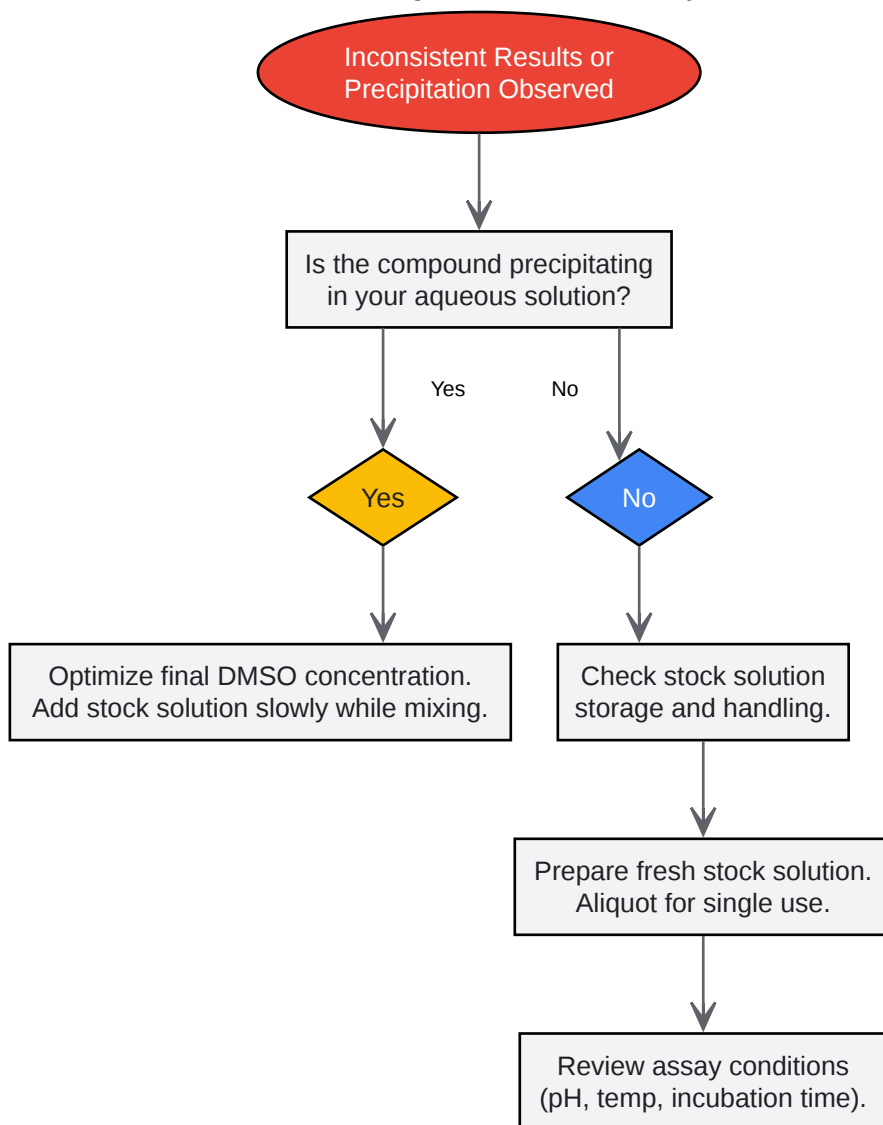 Inconsistent Results or
Precipitation Observed
Is the compound precipitating
in your aqueous solution?
Yes
No
Yes
No
Optimize final DMSO concentration.
Add stock solution slowly while mixing.
Check stock solution
storage and handling.
Prepare fresh stock solution.
Aliquot for single use.
Review assay conditions
(pH, temp, incubation time).